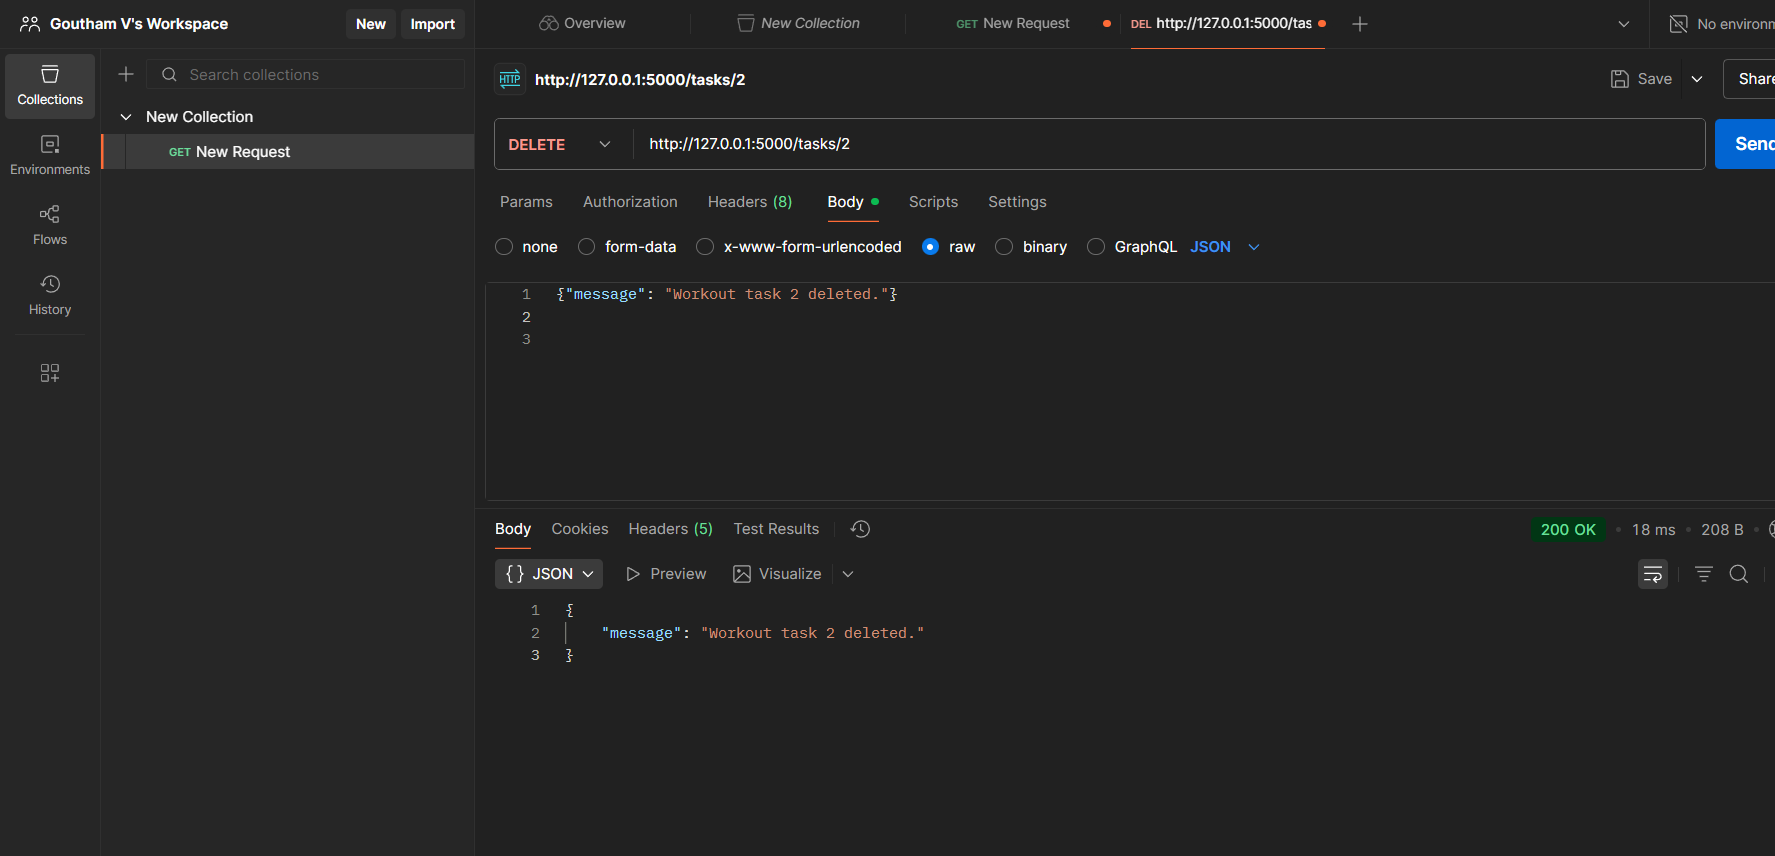 Goutham V's Workspace
New
Import
Overview
New Collection
GET New Request
DEL http://127.0.0.1:5000/tas
No environm
Collections
Environments
Flows
History
Search collections
New Collection
GET New Request
HTTP
http://127.0.0.1:5000/tasks/2
Save
Share
DELETE
http://127.0.0.1:5000/tasks/2
Send
Params
Authorization
Headers (8)
Body
Scripts
Settings
none
form-data
x-www-form-urlencoded
raw
binary
GraphQL
JSON
1 {"message": "Workout task 2 deleted."}
2
3
Body
Cookies
Headers (5)
Test Results
200 OK
18 ms
208 B
{} JSON
Preview
Visualize
1 {
2 "message": "Workout task 2 deleted."
3 }